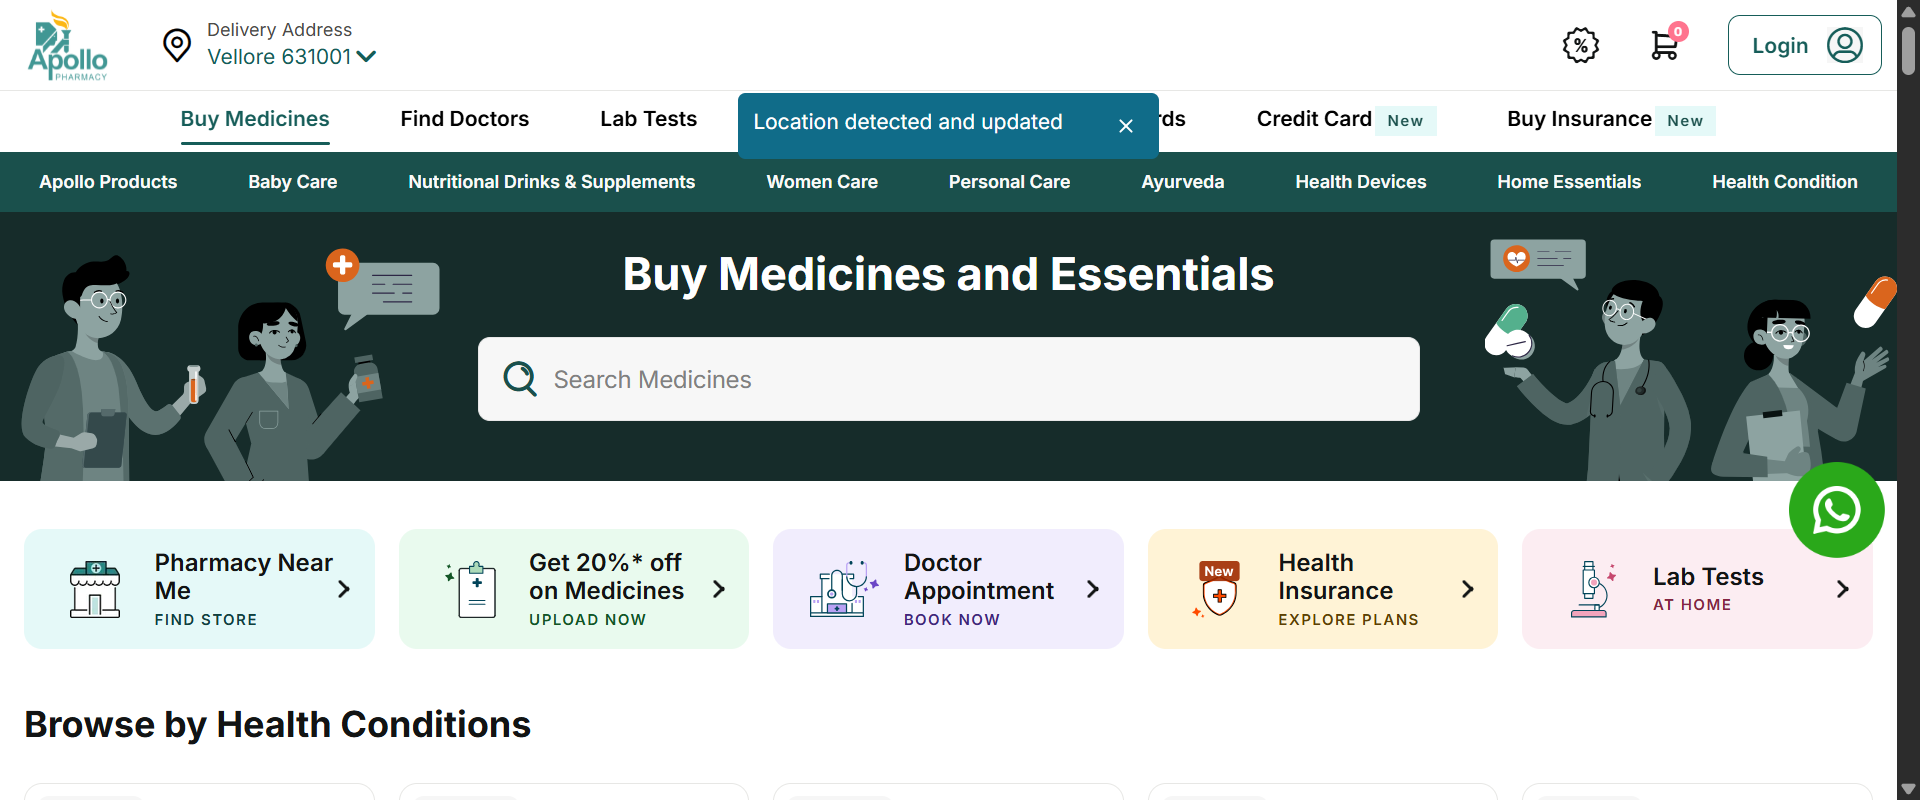 Apollo
PHARMACY
Delivery Address
Vellore 631001
%
0
Login
Buy Medicines
Find Doctors
Lab Tests
Location detected and updated
Credit Card New
Buy Insurance New
Apollo Products
Baby Care
Nutritional Drinks & Supplements
Women Care
Personal Care
Ayurveda
Health Devices
Home Essentials
Health Condition
Buy Medicines and Essentials
Search Medicines
Pharmacy Near
Me
FIND STORE
Get 20%* off
on Medicines
UPLOAD NOW
Doctor
Appointment
BOOK NOW
New
Health
Insurance
EXPLORE PLANS
Lab Tests
AT HOME
Browse by Health Conditions